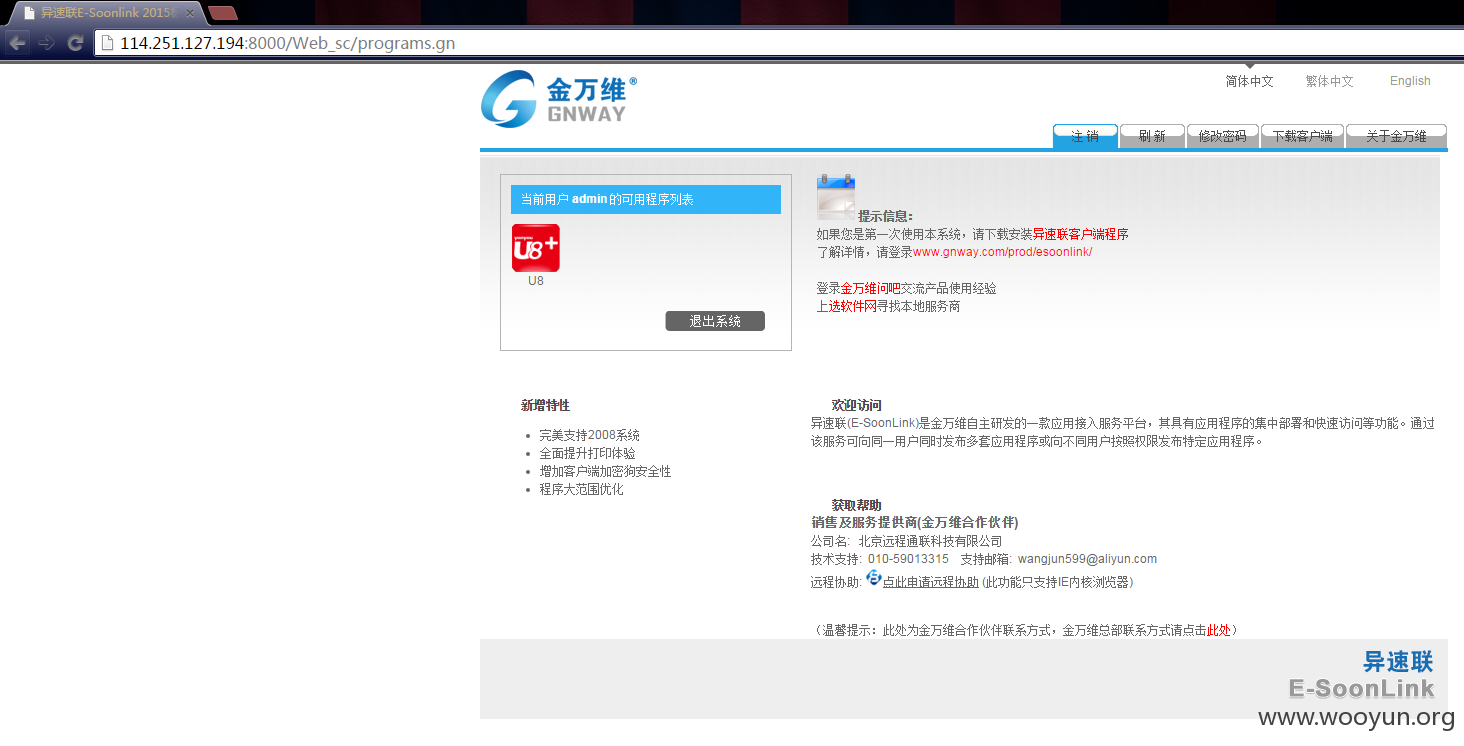 异速联E-Soonlink 2015
114.251.127.194:8000/Web_sc/programs.gn
金万维®
GNWAY
简体中文 繁体中文 English
注 销 刷 新 修改密码 下载客户端 关于金万维
当前用户 admin 的可用程序列表
U8+
U8
退出系统
提示信息：
如果您是第一次使用本系统，请下载安装异速联客户端程序
了解详情，请登录www.gnway.com/prod/esoonlink/
登录金万维问吧交流产品使用经验
上选软件网寻找本地服务商
新增特性
完美支持2008系统
全面提升打印体验
增加客户端加密狗安全性
程序大范围优化
欢迎访问
异速联(E-SoonLink)是金万维自主研发的一款应用接入服务平台，其具有应用程序的集中部署和快速访问等功能。通过
该服务可向同一用户同时发布多套应用程序或向不同用户按照权限发布特定应用程序。
获取帮助
销售及服务提供商(金万维合作伙伴)
公司名: 北京远程通联科技有限公司
技术支持: 010-59013315 支持邮箱: wangjun599@aliyun.com
远程协助: 点此申请远程协助 (此功能只支持IE内核浏览器)
（温馨提示：此处为金万维合作伙伴联系方式，金万维总部联系方式请点击此处）
异速联
E-SoonLink
www.wooyun.org